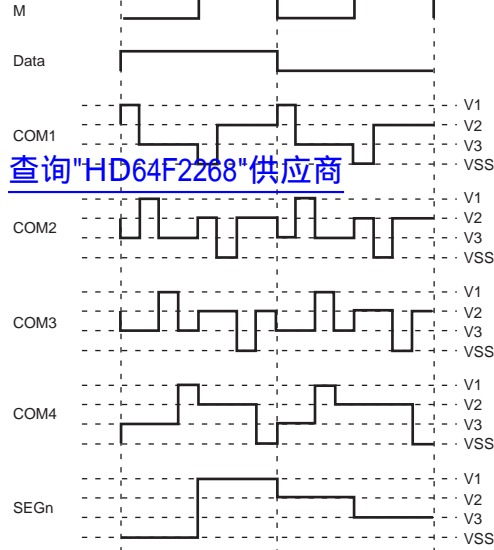 M
Data
COM1
V1
V2
V3
VSS
查询"HD64F2268"供应商
COM2
V1
V2
V3
VSS
COM3
V1
V2
V3
VSS
COM4
V1
V2
V3
VSS
SEGn
V1
V2
V3
VSS